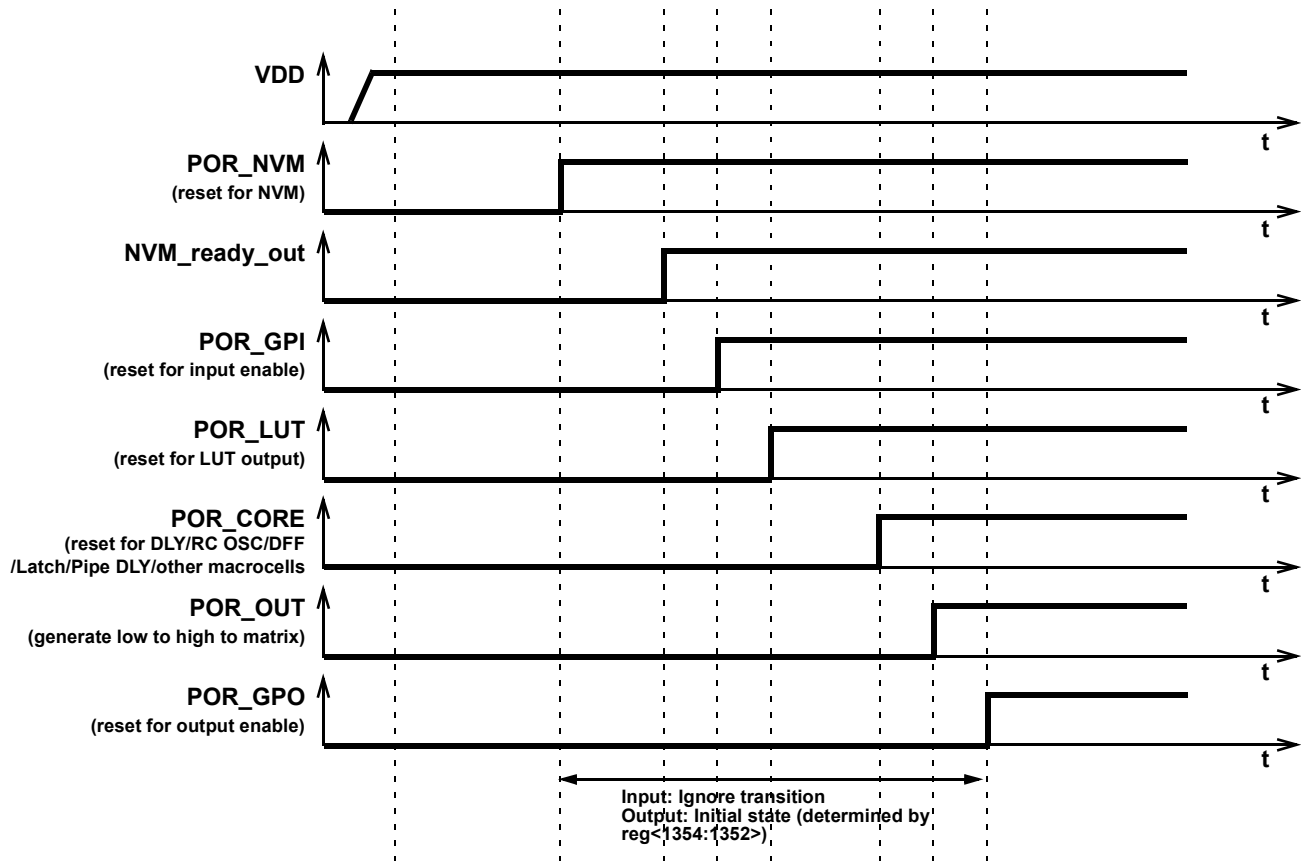 VDD
t
POR_NVM
(reset for NVM)
t
NVM_ready_out
t
POR_GPI
(reset for input enable)
t
POR_LUT
(reset for LUT output)
t
POR_CORE
(reset for DLY/RC OSC/DFF
/Latch/Pipe DLY/other macrocells
t
POR_OUT
(generate low to high to matrix)
t
POR_GPO
(reset for output enable)
t
Input: Ignore transition
Output: Initial state (determined by
reg<1354:1352>)